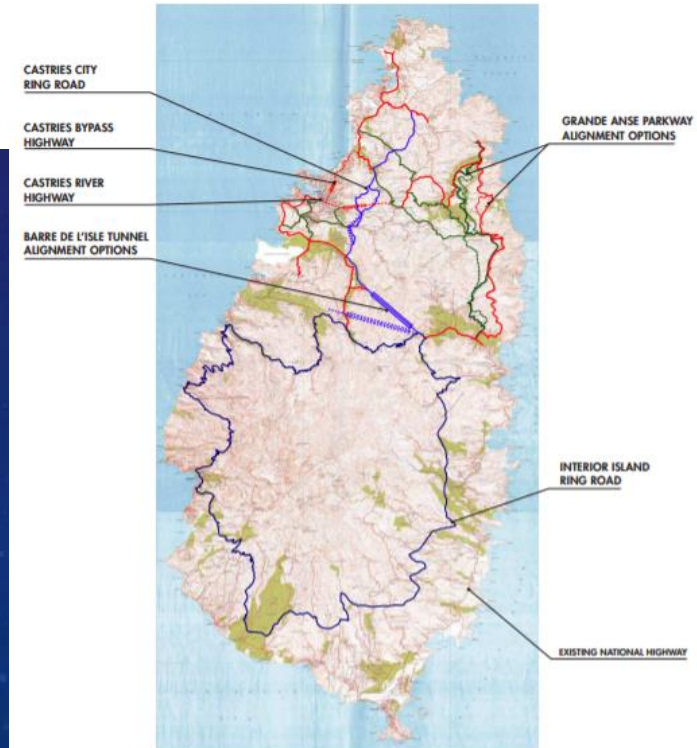 CASTRIES CITY
RING ROAD
CASTRIES BYPASS
HIGHWAY
CASTRIES RIVER
HIGHWAY
BARRE DE L'ISLE TUNNEL
ALIGNMENT OPTIONS
GRANDE ANSE PARKWAY
ALIGNMENT OPTIONS
INTERIOR ISLAND
RING ROAD
EXISTING NATIONAL HIGHWAY